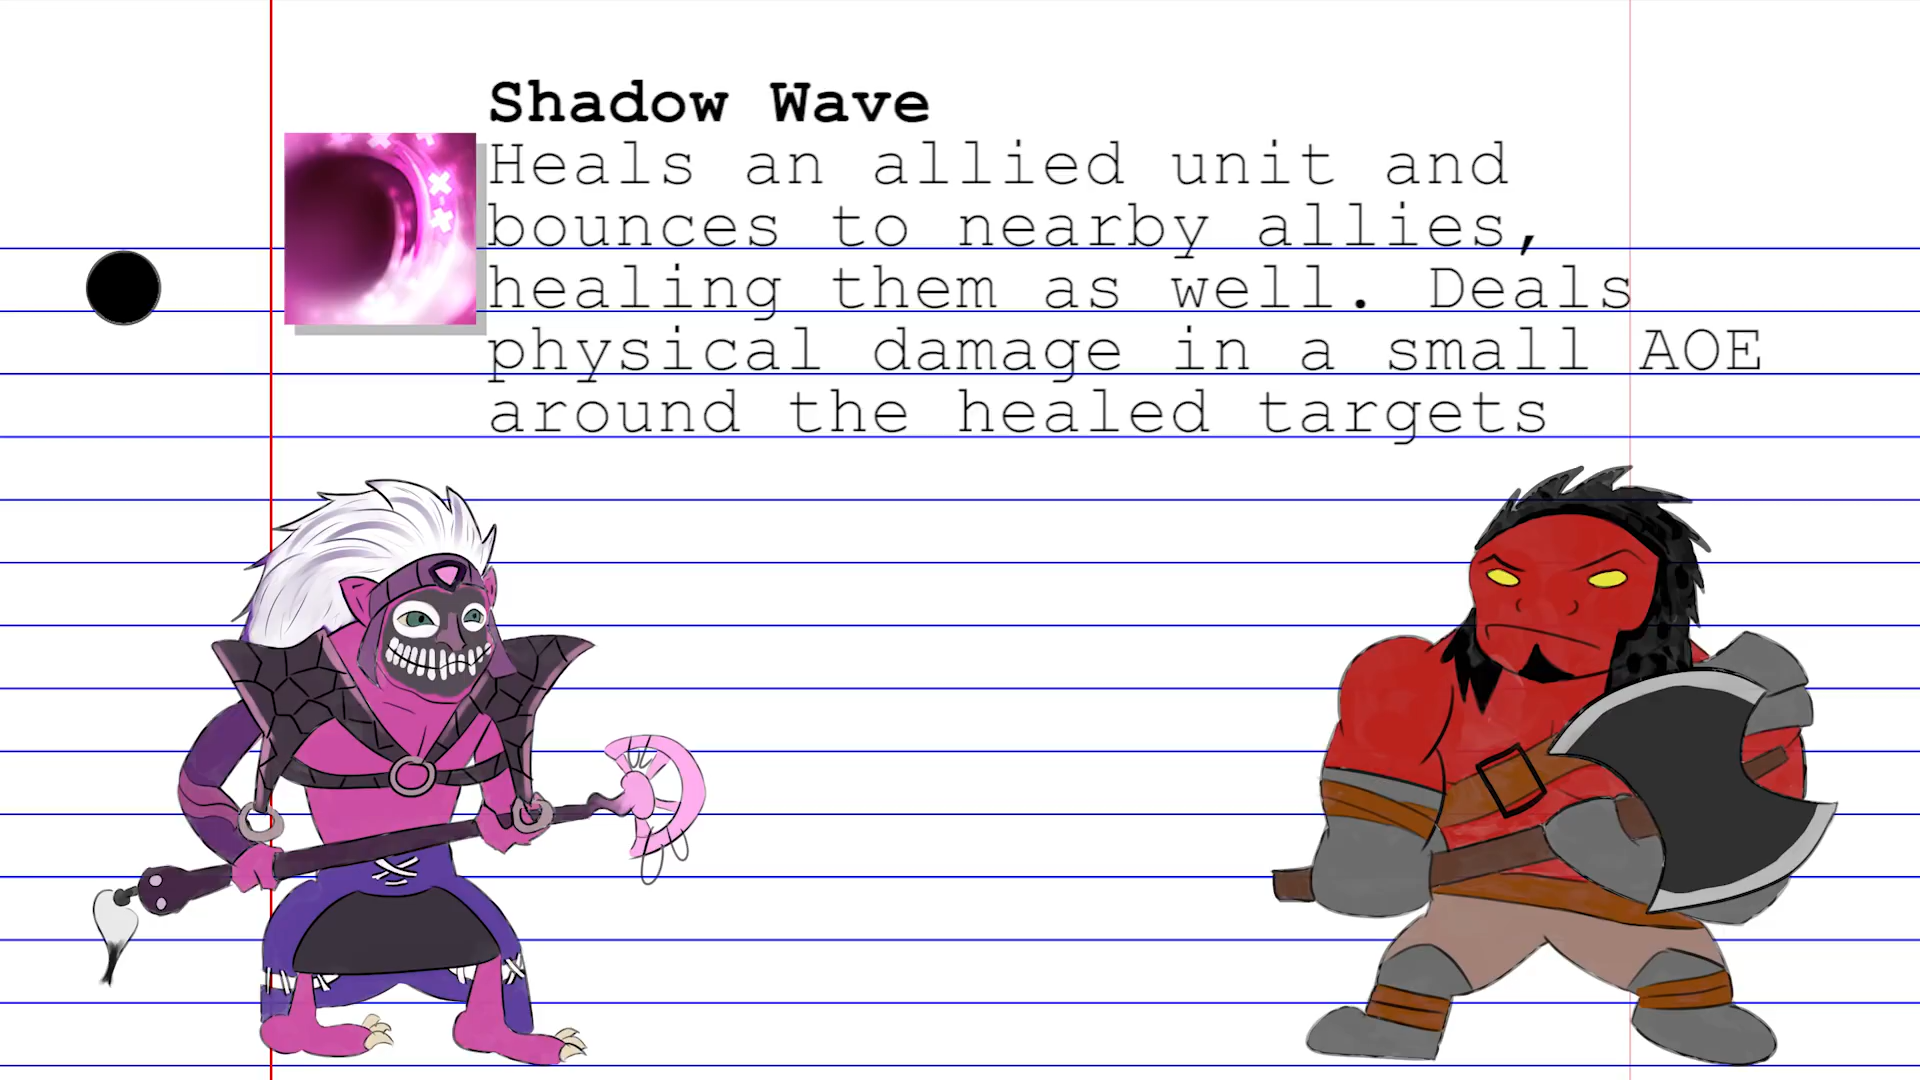 Shadow Wave
Heals an allied unit and
bounces to nearby allies,
healing them as well. Deals
physical damage in a small AOE
around the healed targets